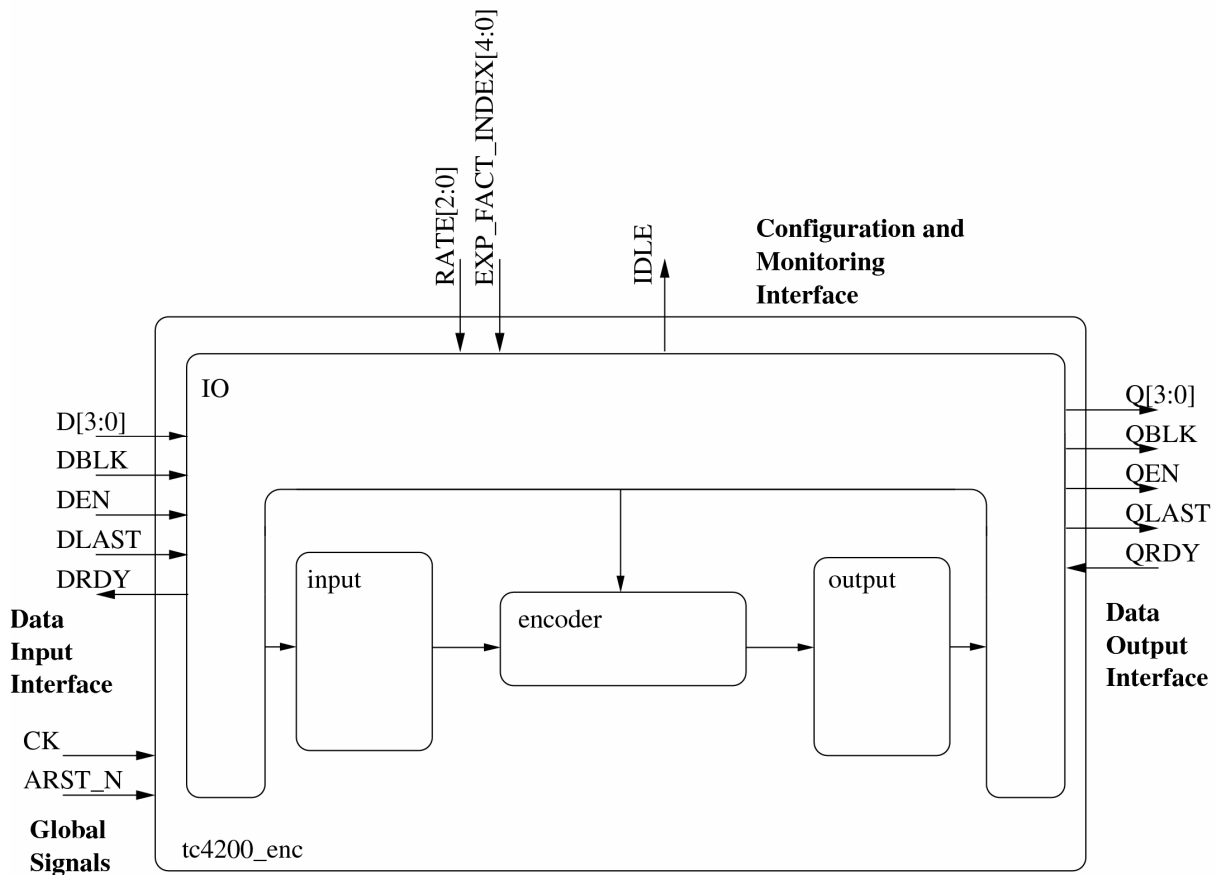 RATE[2:0]
EXP_FACT_INDEX[4:0]
IDLE
Configuration and
Monitoring
Interface
IO
D[3:0]
DBLK
DEN
DLAST
DRDY
Data
Input
Interface
CK
ARST_N
Global
Signals
input
encoder
output
Q[3:0]
QBLK
QEN
QLAST
QRDY
Data
Output
Interface
tc4200_enc